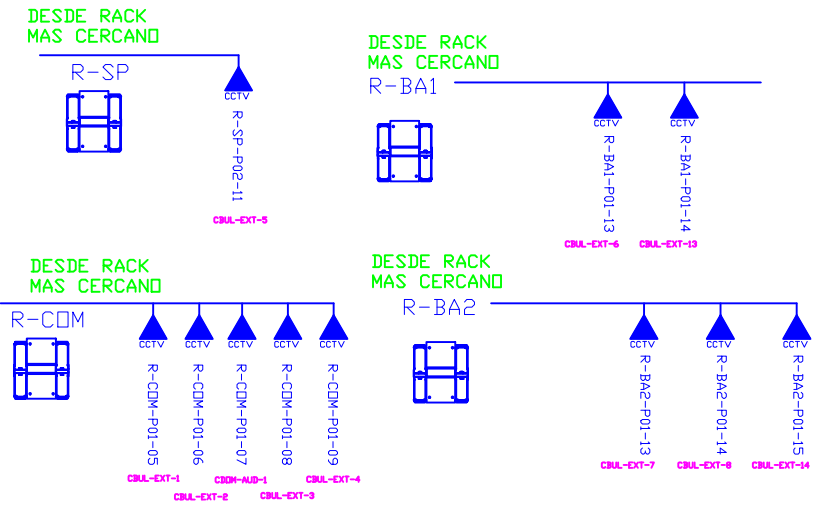 DESDE RACK
MAS CERCANO
R-SP
CCTV
R-SP-P02-11
CBUL-EXT-5
DESDE RACK
MAS CERCANO
R-BA1
CCTV
CCTV
R-BA1-P01-13
R-BA1-P01-14
CBUL-EXT-6
CBUL-EXT-13
DESDE RACK
MAS CERCANO
R-COM
CCTV
CCTV
CCTV
CCTV
CCTV
R-COM-P01-05
R-COM-P01-06
R-COM-P01-07
R-COM-P01-08
R-COM-P01-09
CBUL-EXT-1
CBUL-EXT-2
CDOM-AUD-1
CBUL-EXT-3
CBUL-EXT-4
DESDE RACK
MAS CERCANO
R-BA2
CCTV
CCTV
CCTV
R-BA2-P01-13
R-BA2-P01-14
R-BA2-P01-15
CBUL-EXT-7
CBUL-EXT-8
CBUL-EXT-14